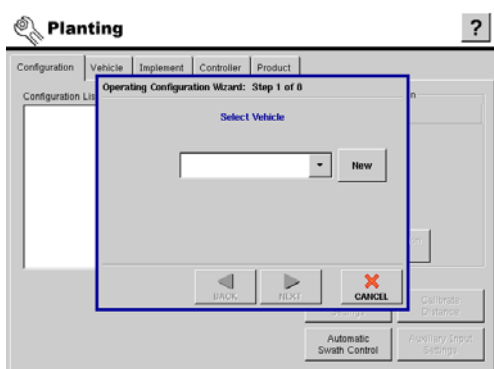 Planting
?
Configuration Vehicle Implement Controller Product
Configuration Lis
Operating Configuration Wizard: Step 1 of 8
n
Select Vehicle
New
BACK NEXT CANCEL
Settings
Calibrate
Distance
Automatic
Swath Control
Auxiliary Input
Settings